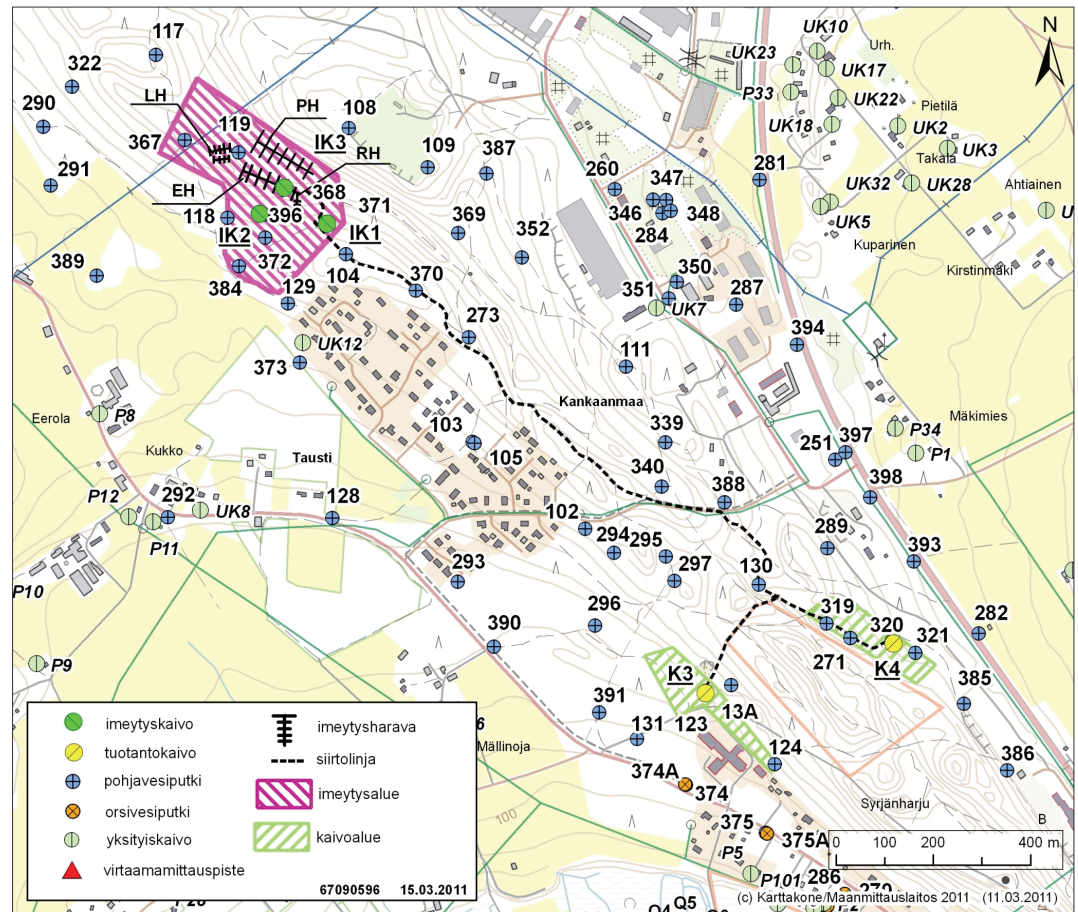 117
UK10
Urh.
N
322
UK23
UK17
LH
PH
P33
UK22
Pietilä
290
119
108
IK3
UK18
UK2
367
RH
109
387
281
UK3
Takala
291
260
347
UK32
UK28
EH
368
Ahtiainen
118
396
371
369
346
348
UK5
U
IK2
IK1
284
Kuparinen
389
372
104
352
Kirstinmäki
384
129
370
350
351
287
UK7
273
394
UK12
373
111
Eerola
P8
Kankaanmaa
Mäkimies
103
339
P34
397
Kukko
Tausti
105
251
P1
340
398
P12
292
UK8
128
388
102
P11
294
295
289
393
293
297
130
P10
296
319
320
282
390
321
271
K4
P9
K3
385
391
13A
131
123
124
386
Mällinoja
6
374A
374
Syrjänharju
375
375A
100
P5
P101
286
270
P2
Q5
Q4
P28
imeytyskaivo
tuotantokaivo
pohjavesiputki
orsivesiputki
yksityiskaivo
virtaamamittauspiste
imeytysharava
siirtolinja
imeytysalue
kaivoalue
67090596 15.03.2011
B
0 100 200 400 m.
(c) Karttakone/Maanmittauslaitos 2011 (11.03.2011)